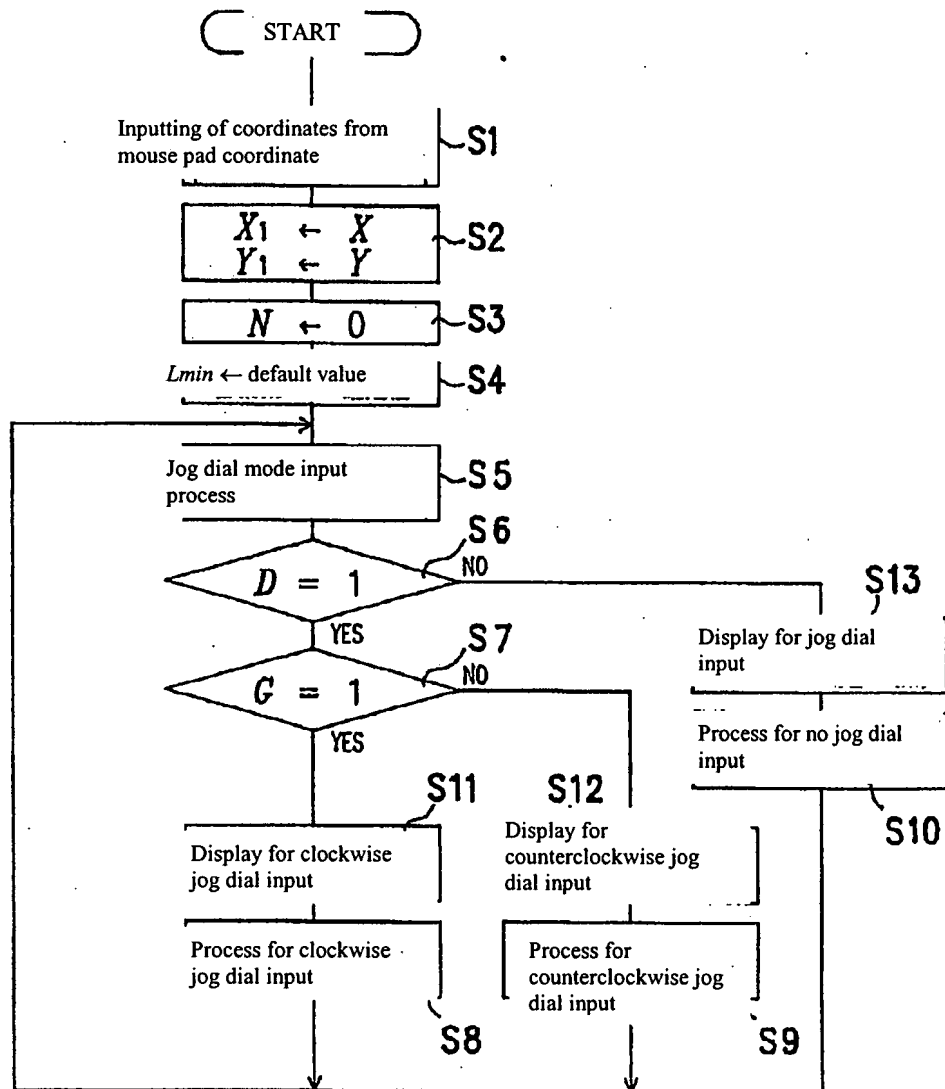 START
Inputting of coordinates from
mouse pad coordinate
S1
X1 ← X
Y1 ← Y
S2
N ← 0
S3
Lmin ← default value
S4
Jog dial mode input
process
S5
S6
D = 1
NO
YES
S7
G = 1
NO
YES
S13
Display for jog dial
input
Process for no jog dial
input
S10
S11
Display for clockwise
jog dial input
Process for clockwise
jog dial input
S8
S12
Display for
counterclockwise jog
dial input
Process for
counterclockwise jog
dial input
S9